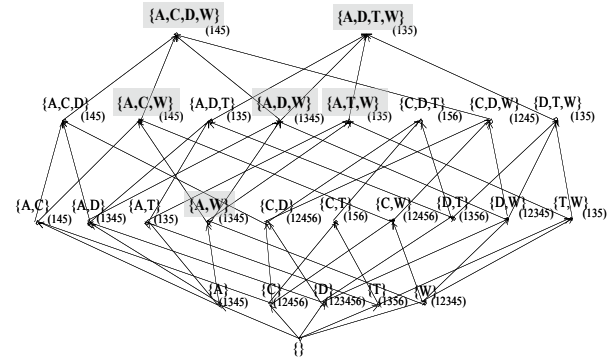 {A,C,D,W} (145) {A,D,T,W} (135)
{A,C,D} (145) {A,C,W} (145) {A,D,T} (135) {A,D,W} (1345) {A,T,W} (135) {C,D,T} (156) {C,D,W} (1245) {D,T,W} (135)
{A,C} (145) {A,D} (1345) {A,T} (135) {A,W} (1345) {C,D} (12456) {C,T} (156) {C,W} (12456) {D,T} (1356) {D,W} (12345) {T,W} (135)
{A} (1345) {C} (12456) {D} (123456) {T} (1356) {W} (12345)
{}